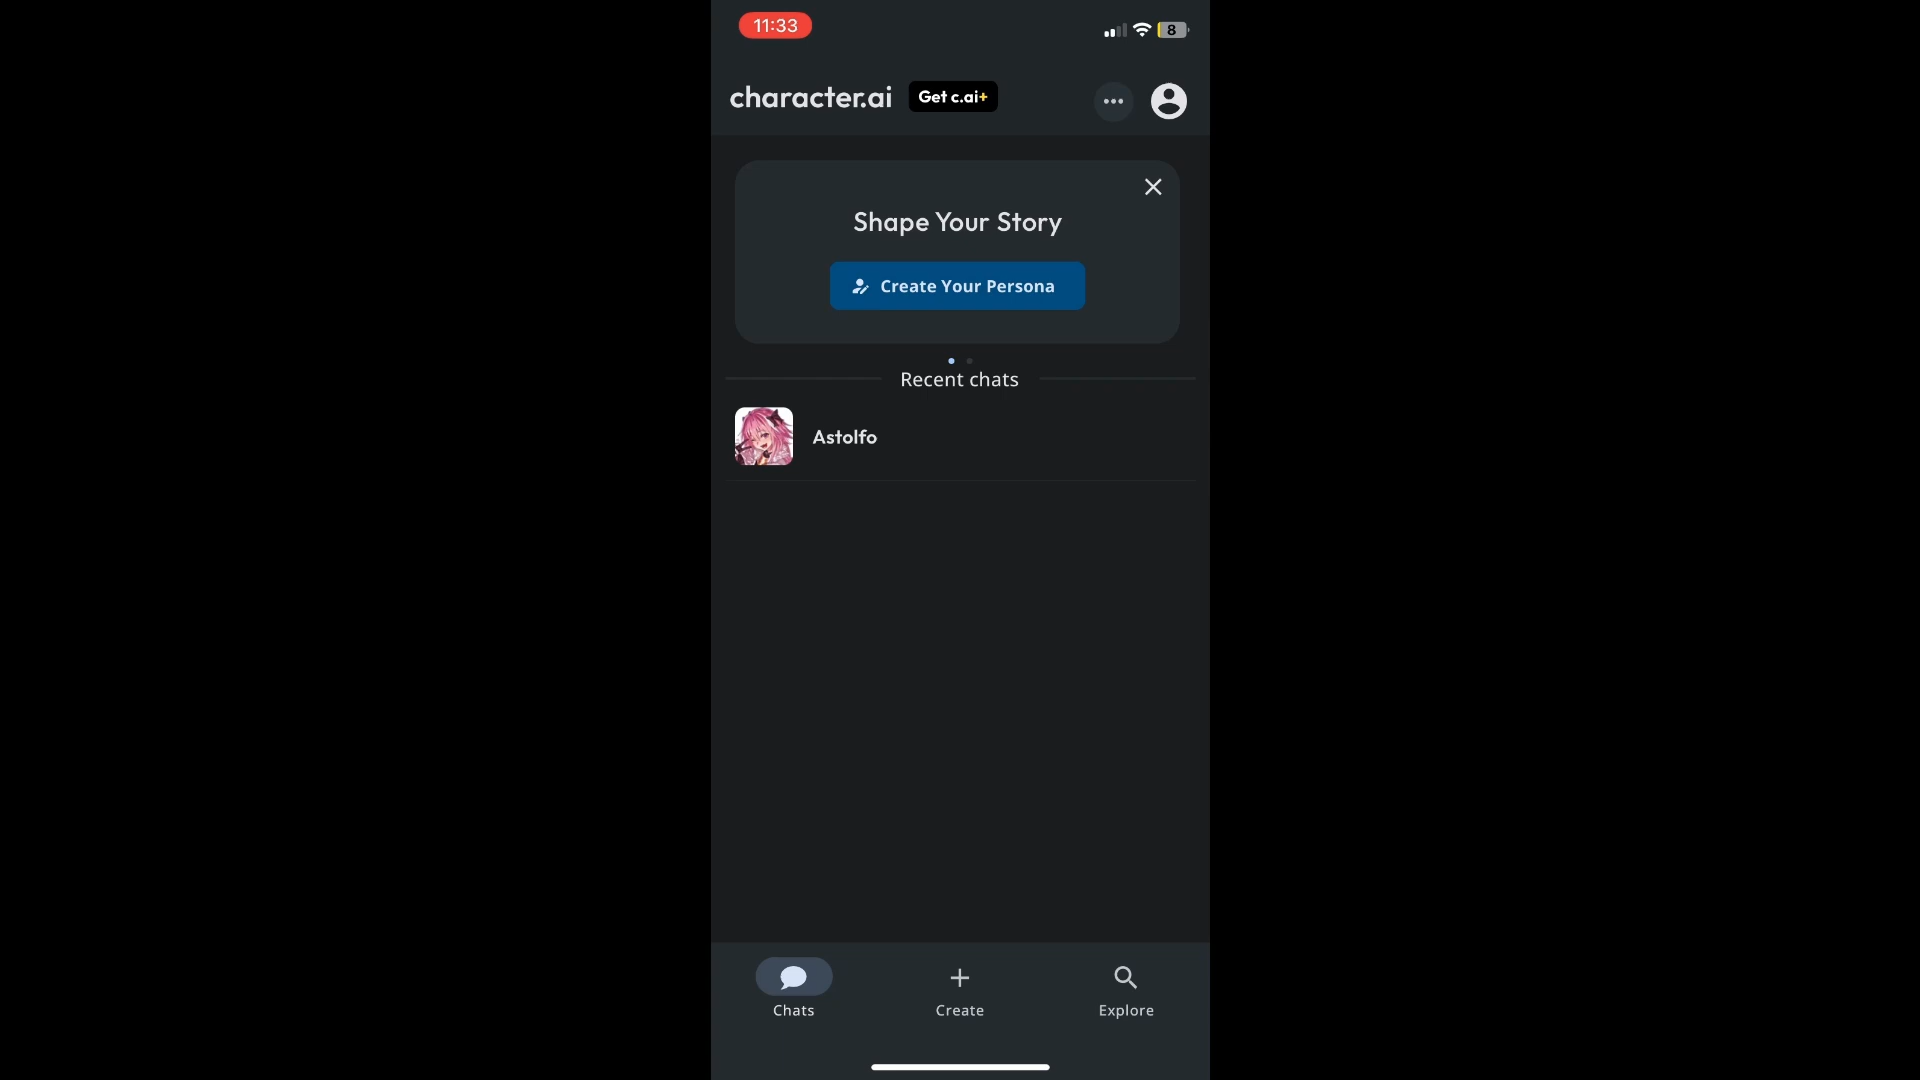 11:33
8
character.ai
Get c.ai+
Shape Your Story
Create Your Persona
Recent chats
Astolfo
Chats
Create
Explore